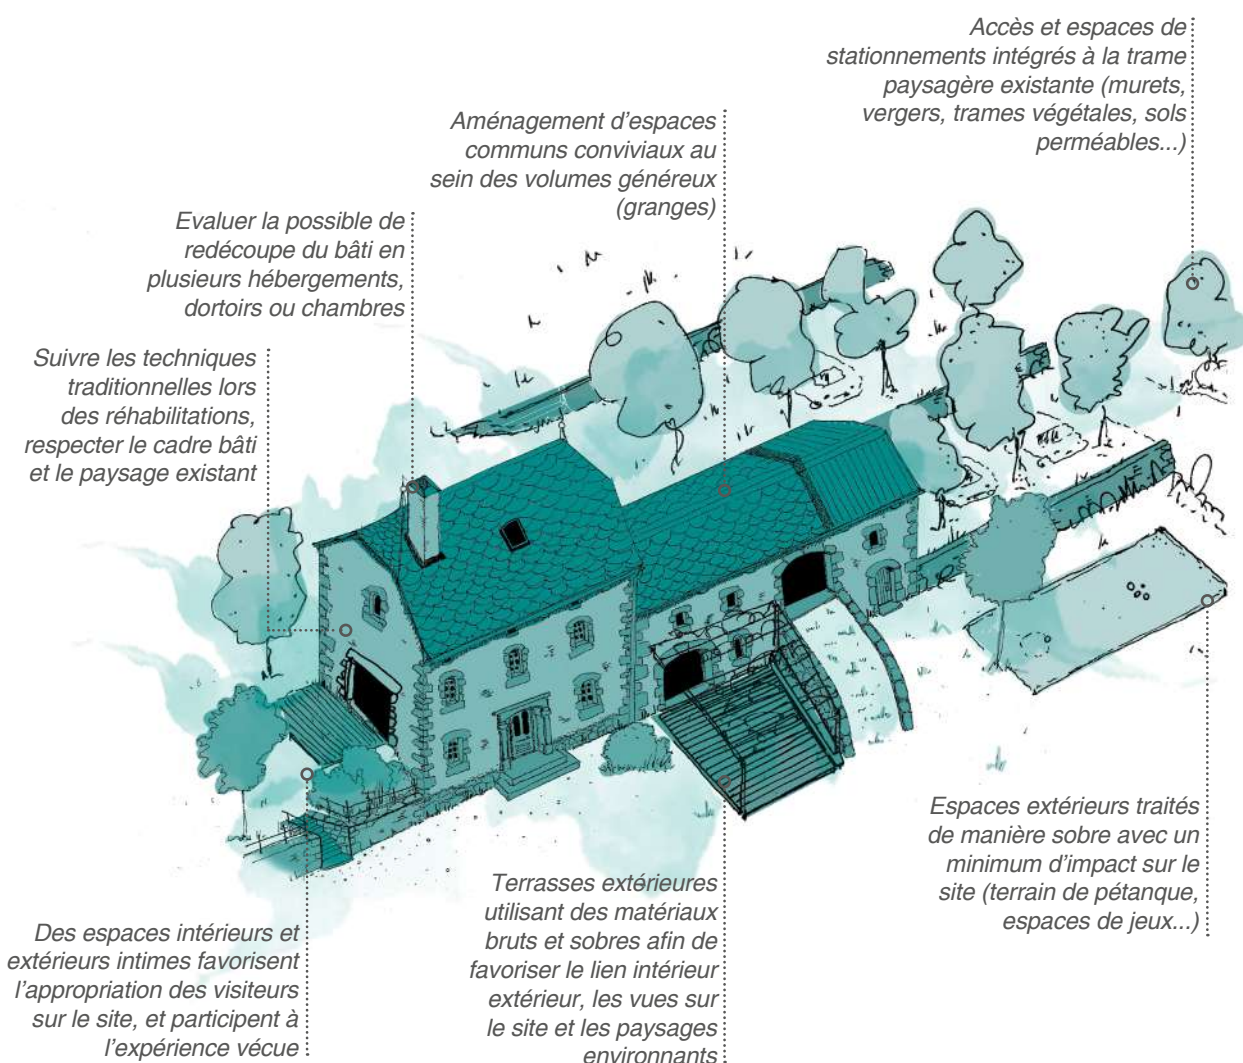 Accès et espaces de
stationnements intégrés à la trame
paysagère existante (murets,
vergers, trames végétales, sols
perméables...)
Aménagement d'espaces
communs conviviaux au
sein des volumes généreux
(granges)
Evaluer la possible de
redécoupe du bâti en
plusieurs hébergements,
dortoirs ou chambres
Suivre les techniques
traditionnelles lors
des réhabilitations,
respecter le cadre bâti
et le paysage existant
Espaces extérieurs traités
de manière sobre avec un
minimum d'impact sur le
site (terrain de pétanque,
espaces de jeux...)
Terrasses extérieures
utilisant des matériaux
bruts et sobres afin de
favoriser le lien intérieur
extérieur, les vues sur
le site et les paysages
environnants
Des espaces intérieurs et
extérieurs intimes favorisent
l'appropriation des visiteurs
sur le site, et participent à
l'expérience vécue